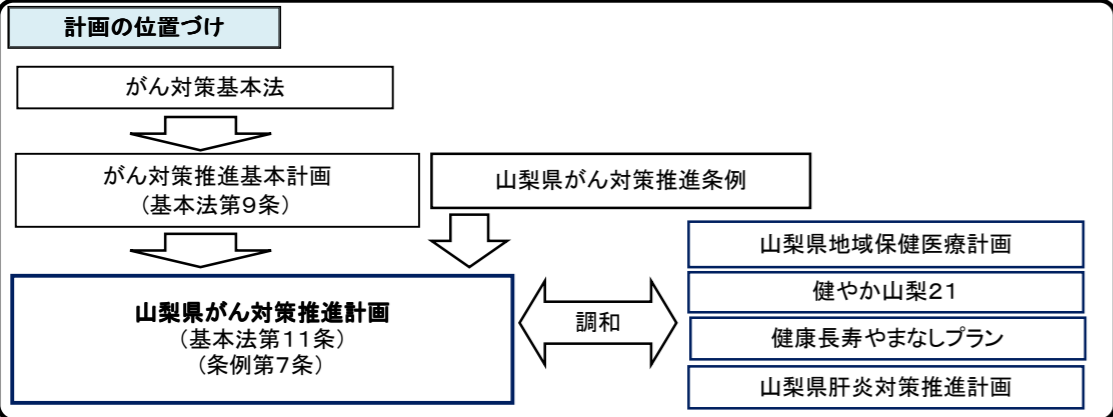 計画の位置づけ
がん対策基本法
がん対策推進基本計画
(基本法第9条)
山梨県がん対策推進条例
山梨県がん対策推進計画
(基本法第11条)
(条例第7条)
調和
山梨県地域保健医療計画
健やか山梨21
健康長寿やまなしプラン
山梨県肝炎対策推進計画